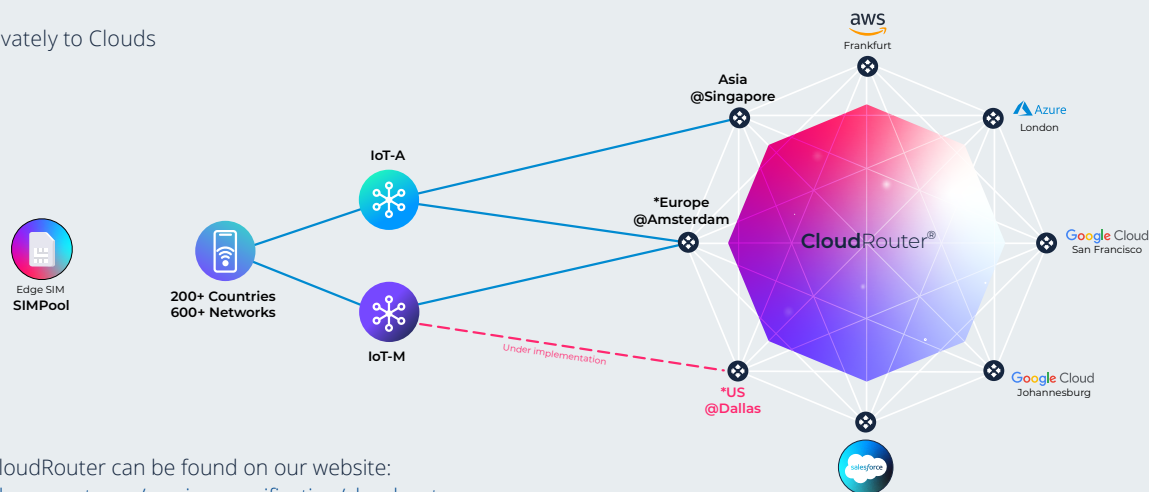 vately to Clouds
aws
Frankfurt
Asia
@Singapore
Azure
London
IoT-A
*Europe
@Amsterdam
CloudRouter®
Google Cloud
San Francisco
Edge SIM
SIMPool
200+ Countries
600+ Networks
IoT-M
Under implementation
*US
@Dallas
Google Cloud
Johannesburg
salesforce
loudRouter can be found on our website: